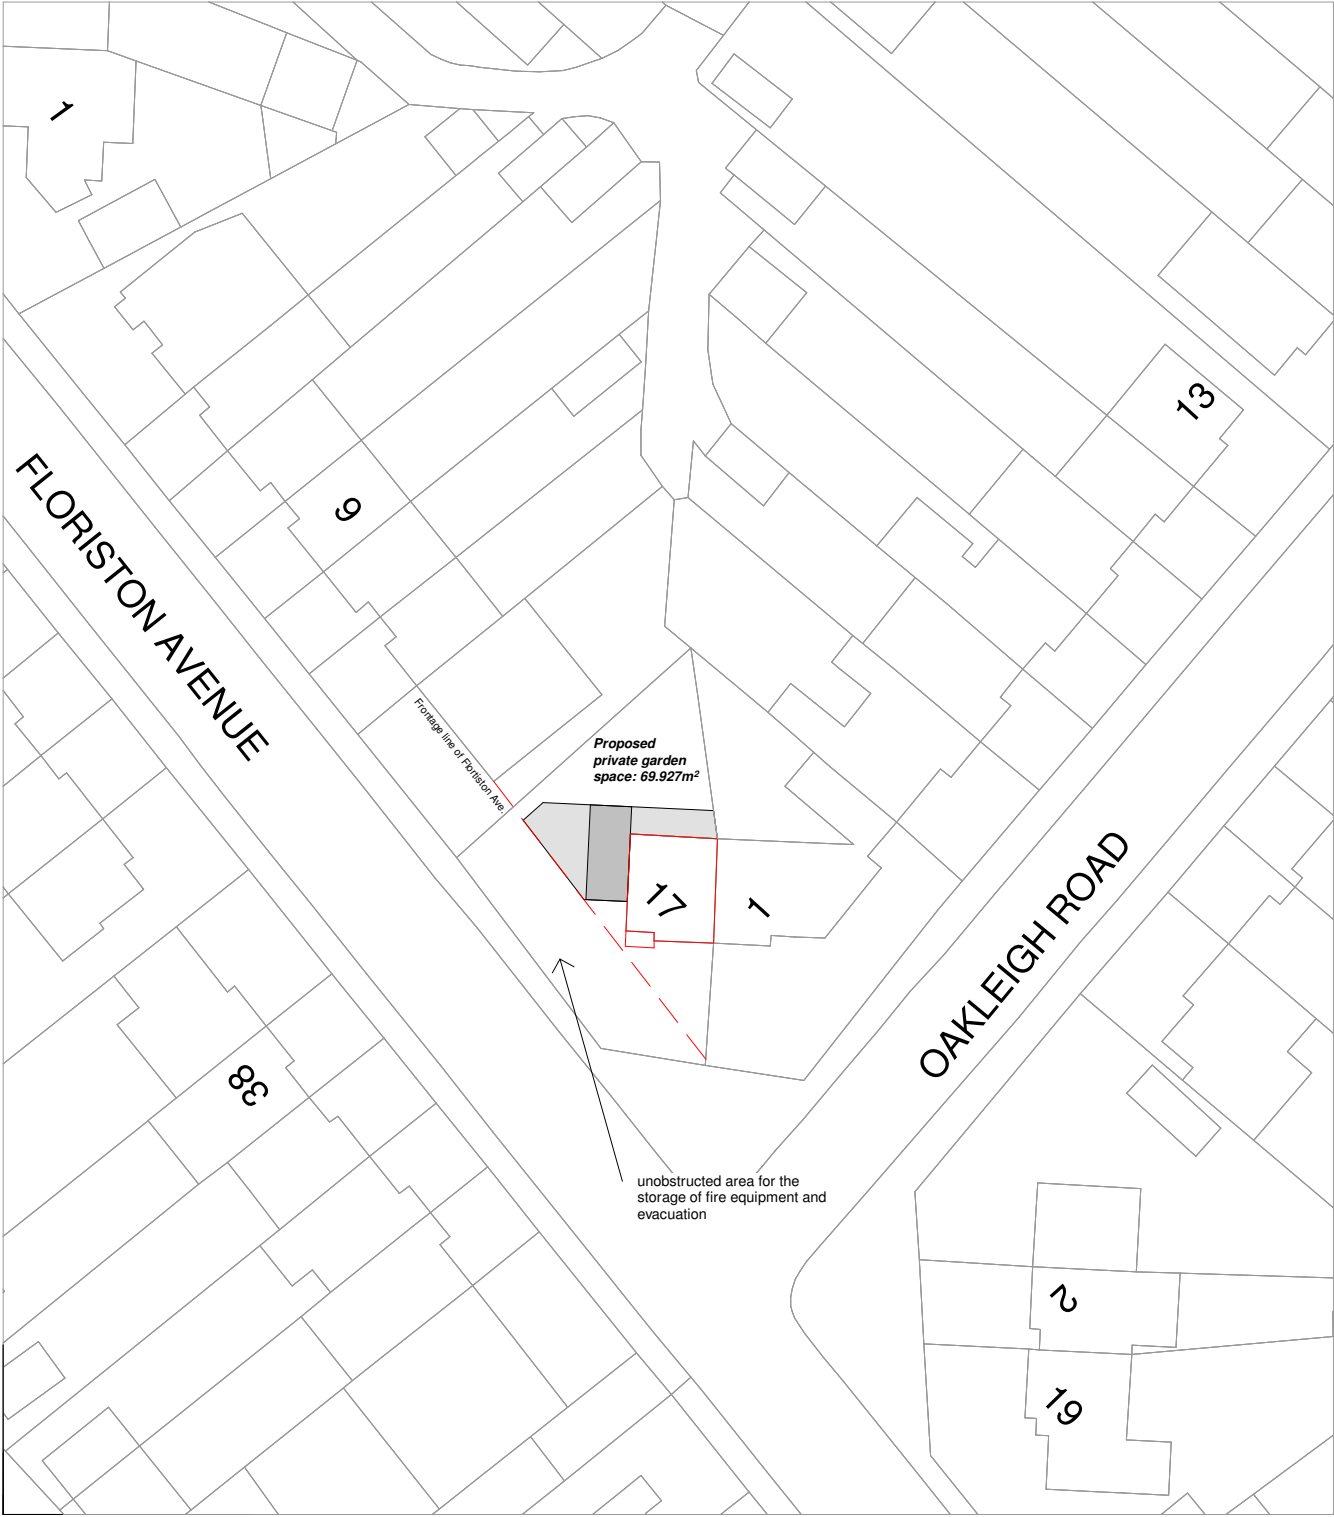 1
13
9
FLORISTON AVENUE
Frontage line of Flortiston Ave.
Proposed
private garden
space: 69.927m²
17
1
OAKLEIGH ROAD
38
unobstructed area for the
storage of fire equipment and
evacuation
2
19